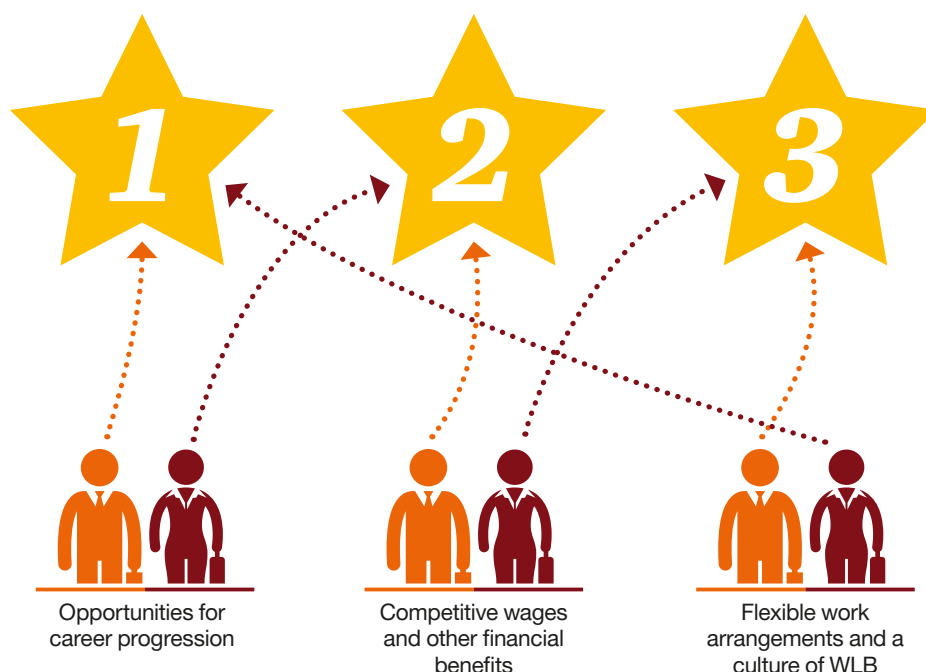 1
2
3
Opportunities for
career progression
Competitive wages
and other financial
benefits
Flexible work
arrangements and a
culture of WLB